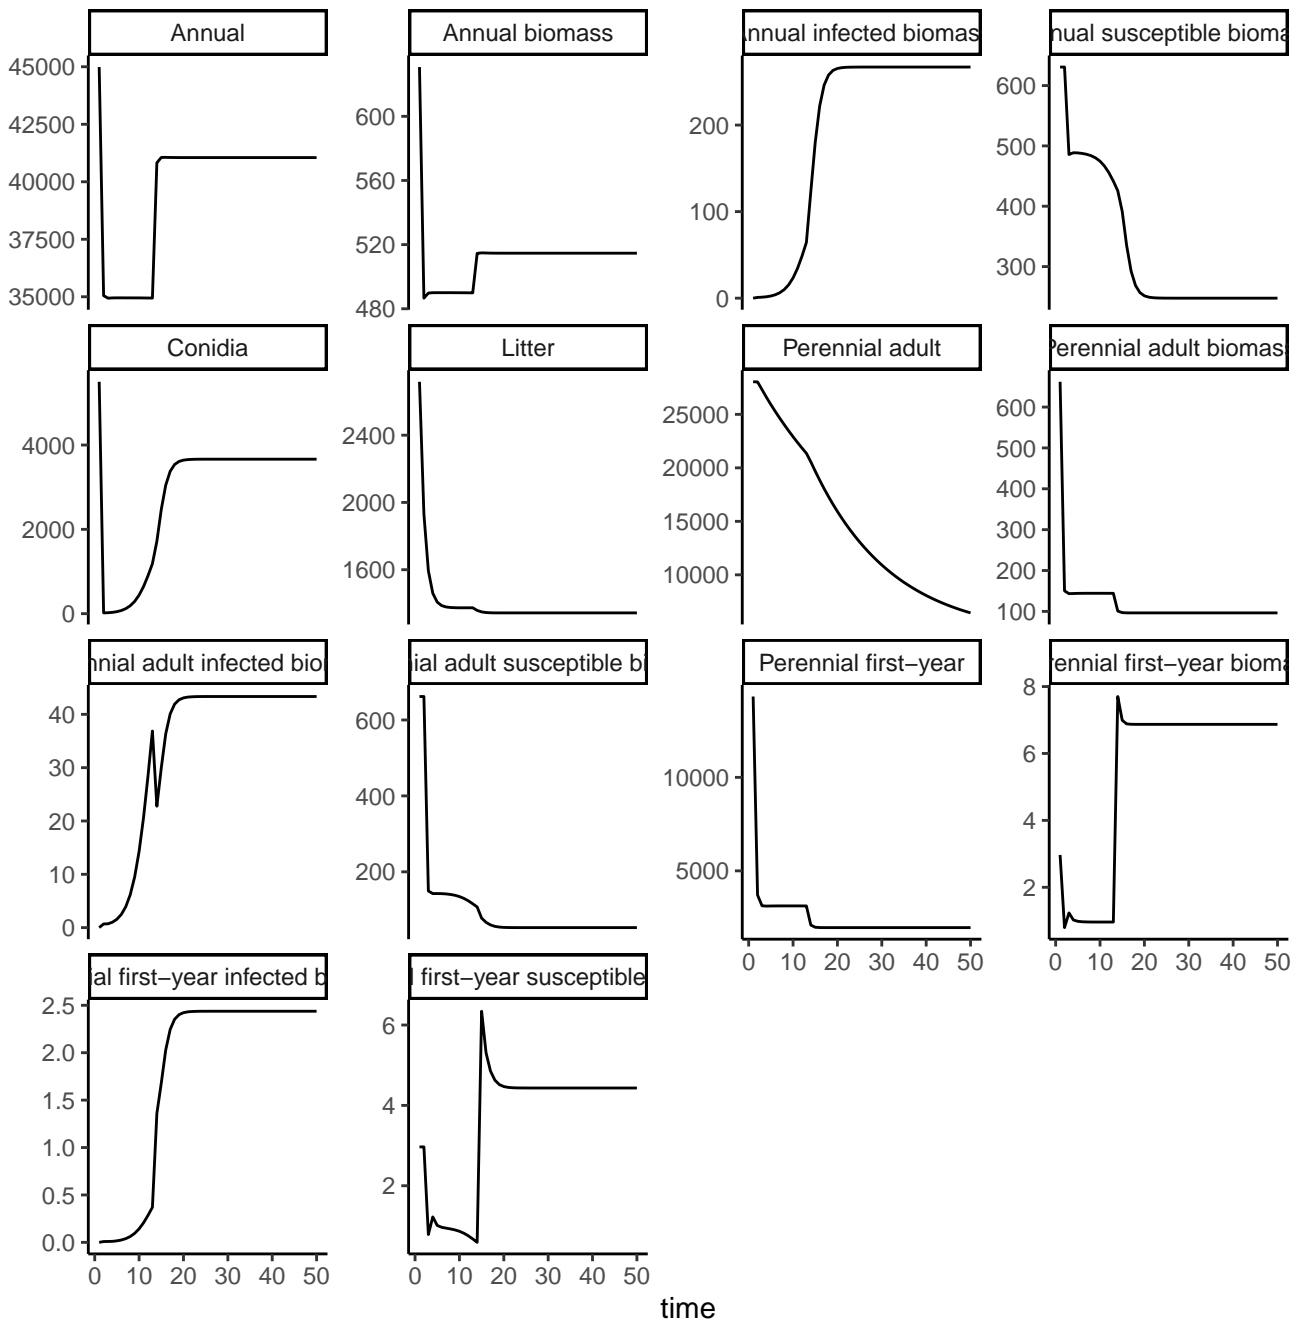 Annual
Annual biomass
nnual infected biomas
nual susceptible bioma
45000
42500
40000
37500
35000
600
560
520
480
200
100
0
600
500
400
300
Conidia
Litter
Perennial adult
Perennial adult biomas
4000
2000
0
2400
2000
1600
25000
20000
15000
10000
600
500
400
300
200
100
nnial adult infected bio
ial adult susceptible bi
Perennial first−year
rennial first−year bioma
40
30
20
10
0
600
400
200
10000
5000
8
6
4
2
0 10 20 30 40 50
0 10 20 30 40 50
ial first−year infected b
l first−year susceptible
2.5
2.0
1.5
1.0
0.5
0.0
6
4
2
0 10 20 30 40 50
0 10 20 30 40 50
time